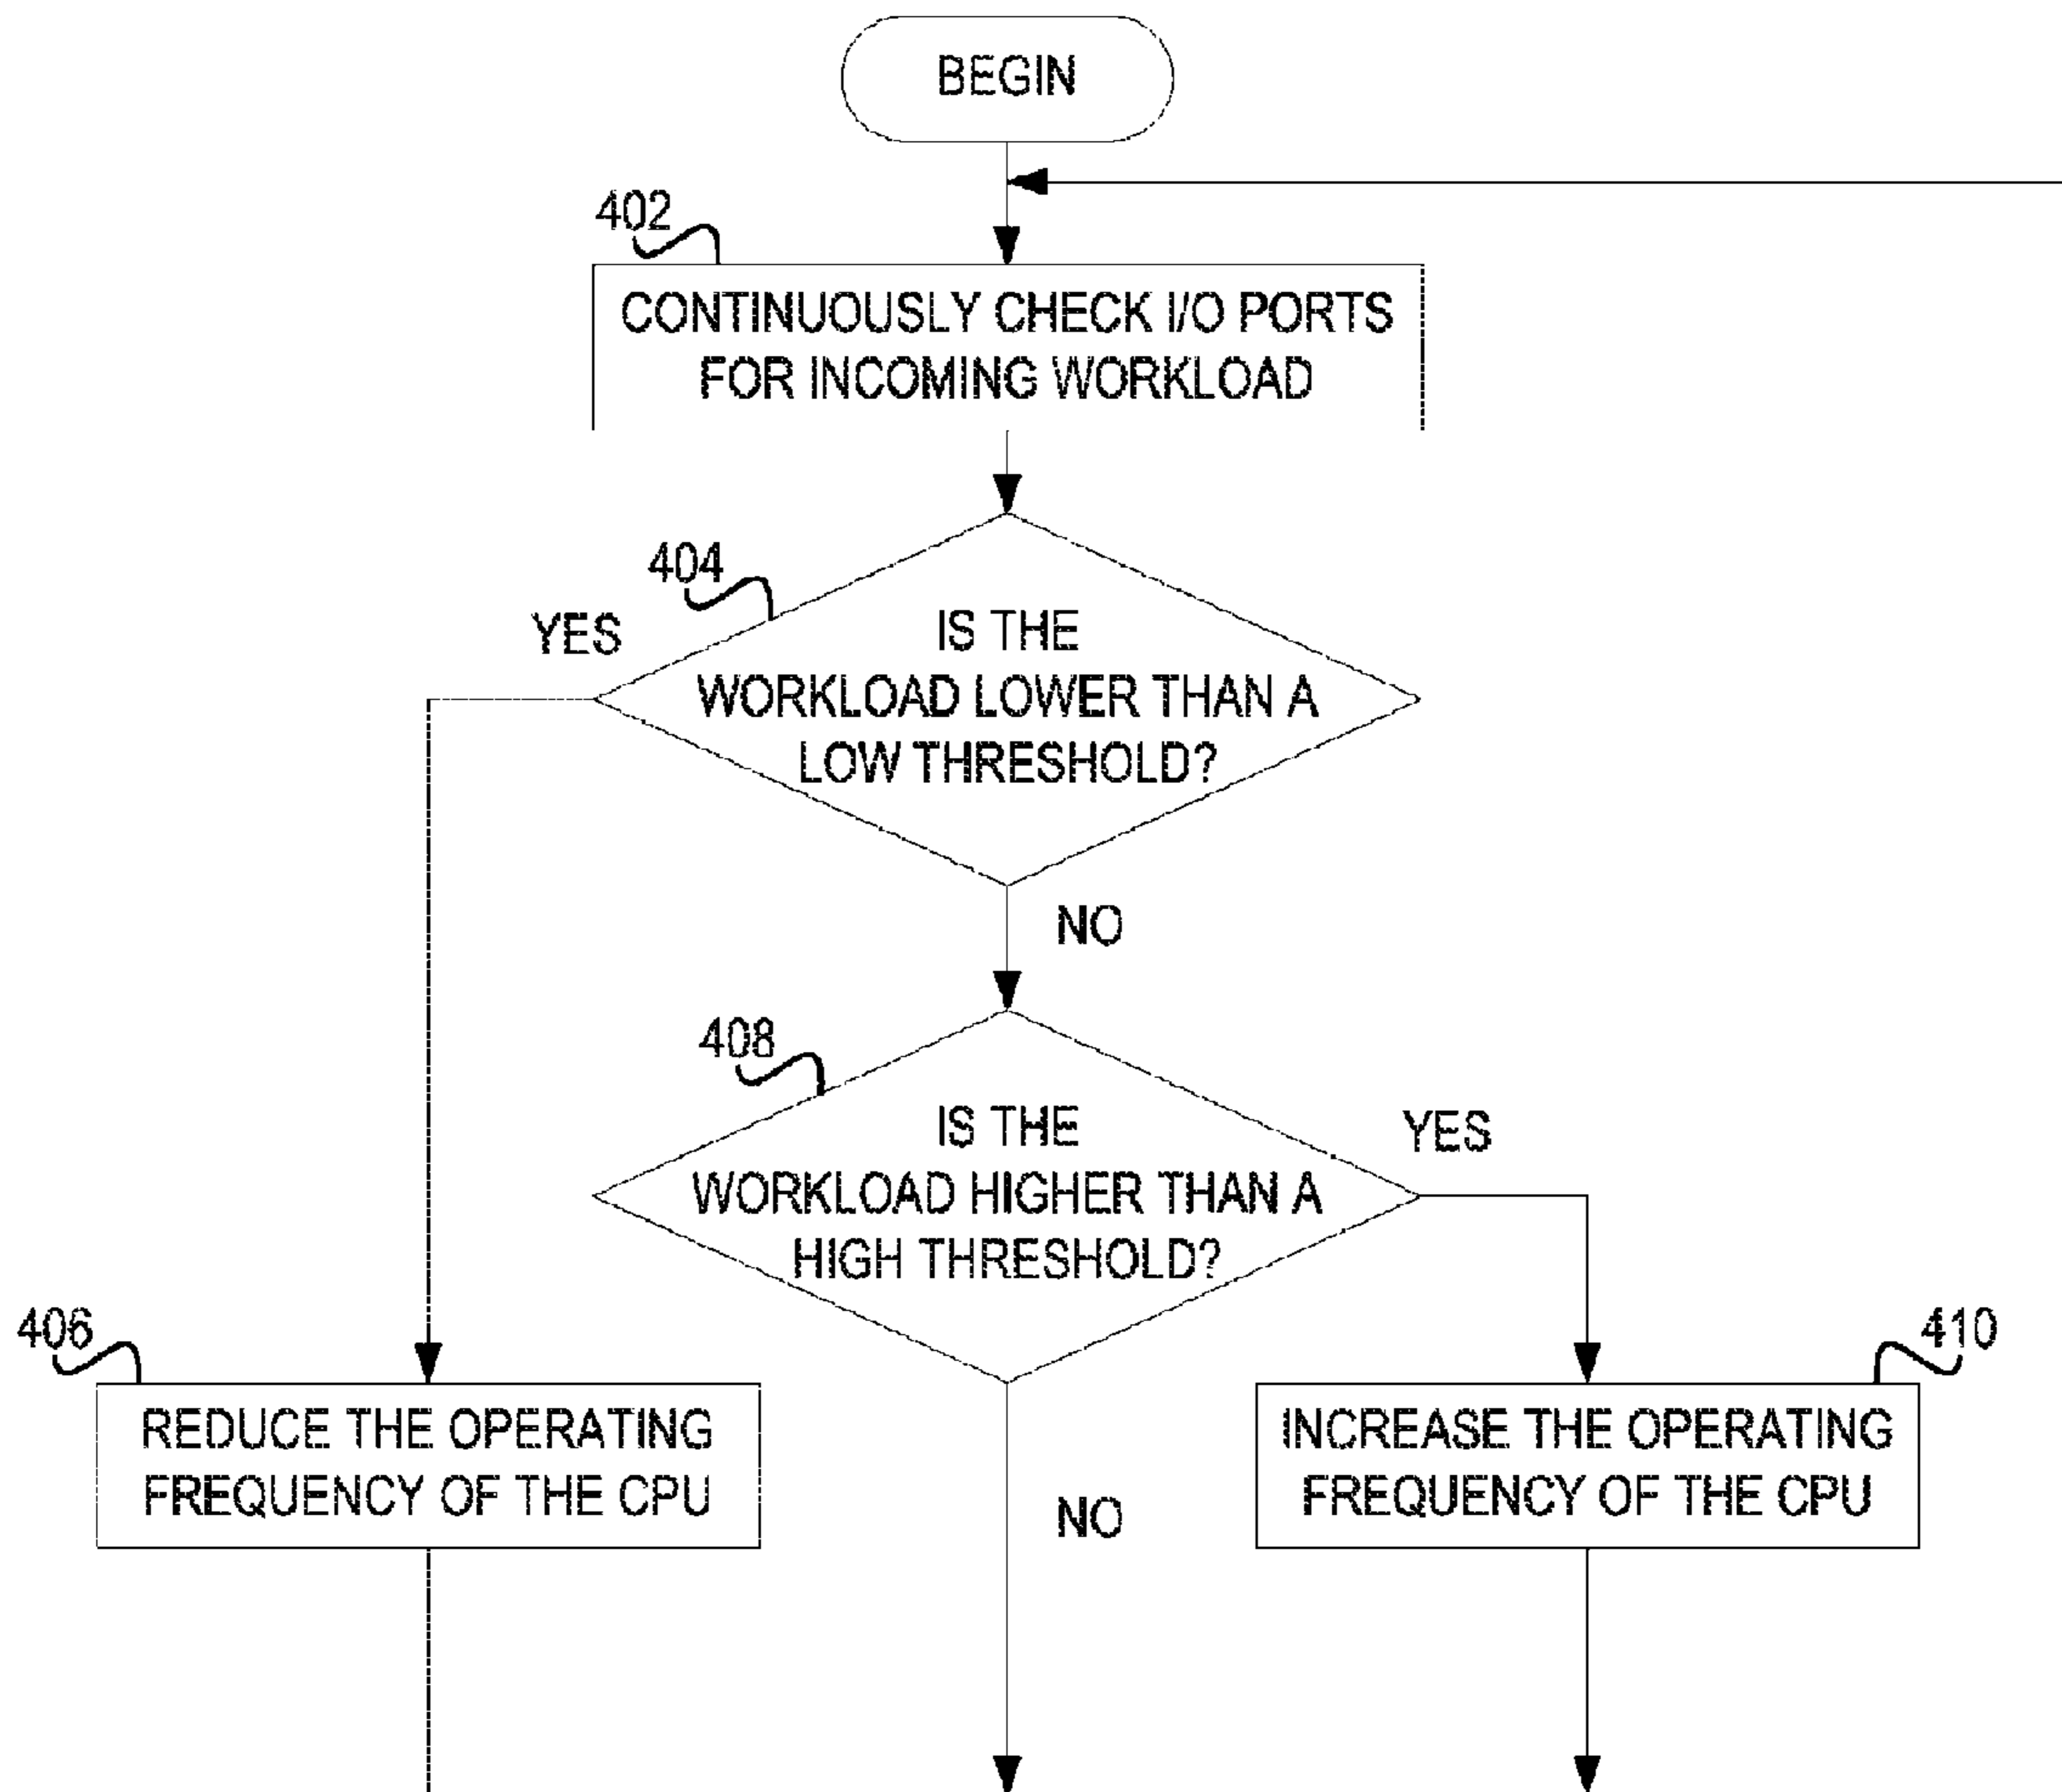 BEGIN
402
CONTINUOUSLY CHECK I/O PORTS
FOR INCOMING WORKLOAD
404
YES
IS THE
WORKLOAD LOWER THAN A
LOW THRESHOLD?
NO
408
IS THE
WORKLOAD HIGHER THAN A
HIGH THRESHOLD?
YES
406
REDUCE THE OPERATING
FREQUENCY OF THE CPU
NO
410
INCREASE THE OPERATING
FREQUENCY OF THE CPU